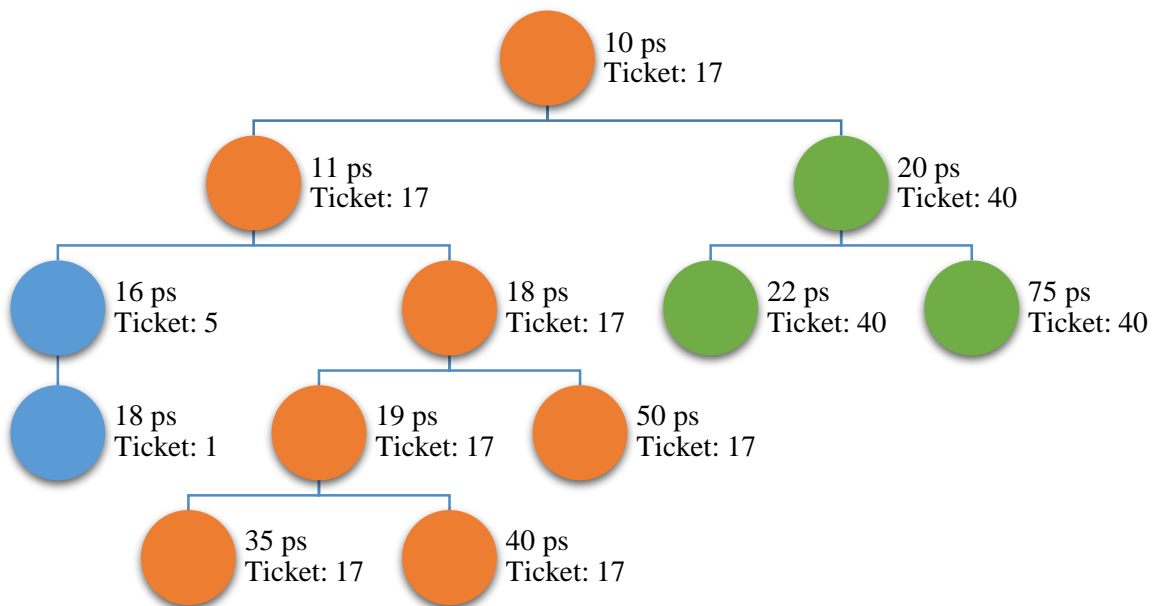 10 ps
Ticket: 17
11 ps
Ticket: 17
20 ps
Ticket: 40
16 ps
Ticket: 5
18 ps
Ticket: 17
22 ps
Ticket: 40
75 ps
Ticket: 40
18 ps
Ticket: 1
19 ps
Ticket: 17
50 ps
Ticket: 17
35 ps
Ticket: 17
40 ps
Ticket: 17